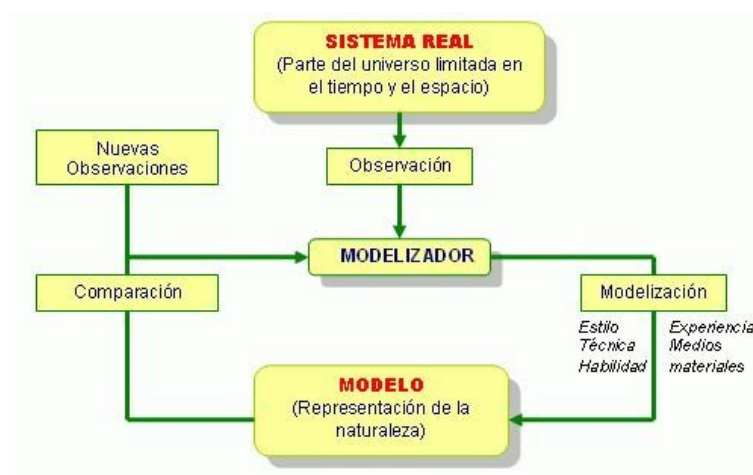 SISTEMA REAL
(Parte del universo limitada en
el tiempo y el espacio)
Nuevas
Observaciones
Observación
MODELIZADOR
Comparación
Modelización
Estilo
Técnica
Habilidad
Experiencia
Medios
materiales
MODELO
(Representación de la
naturaleza)